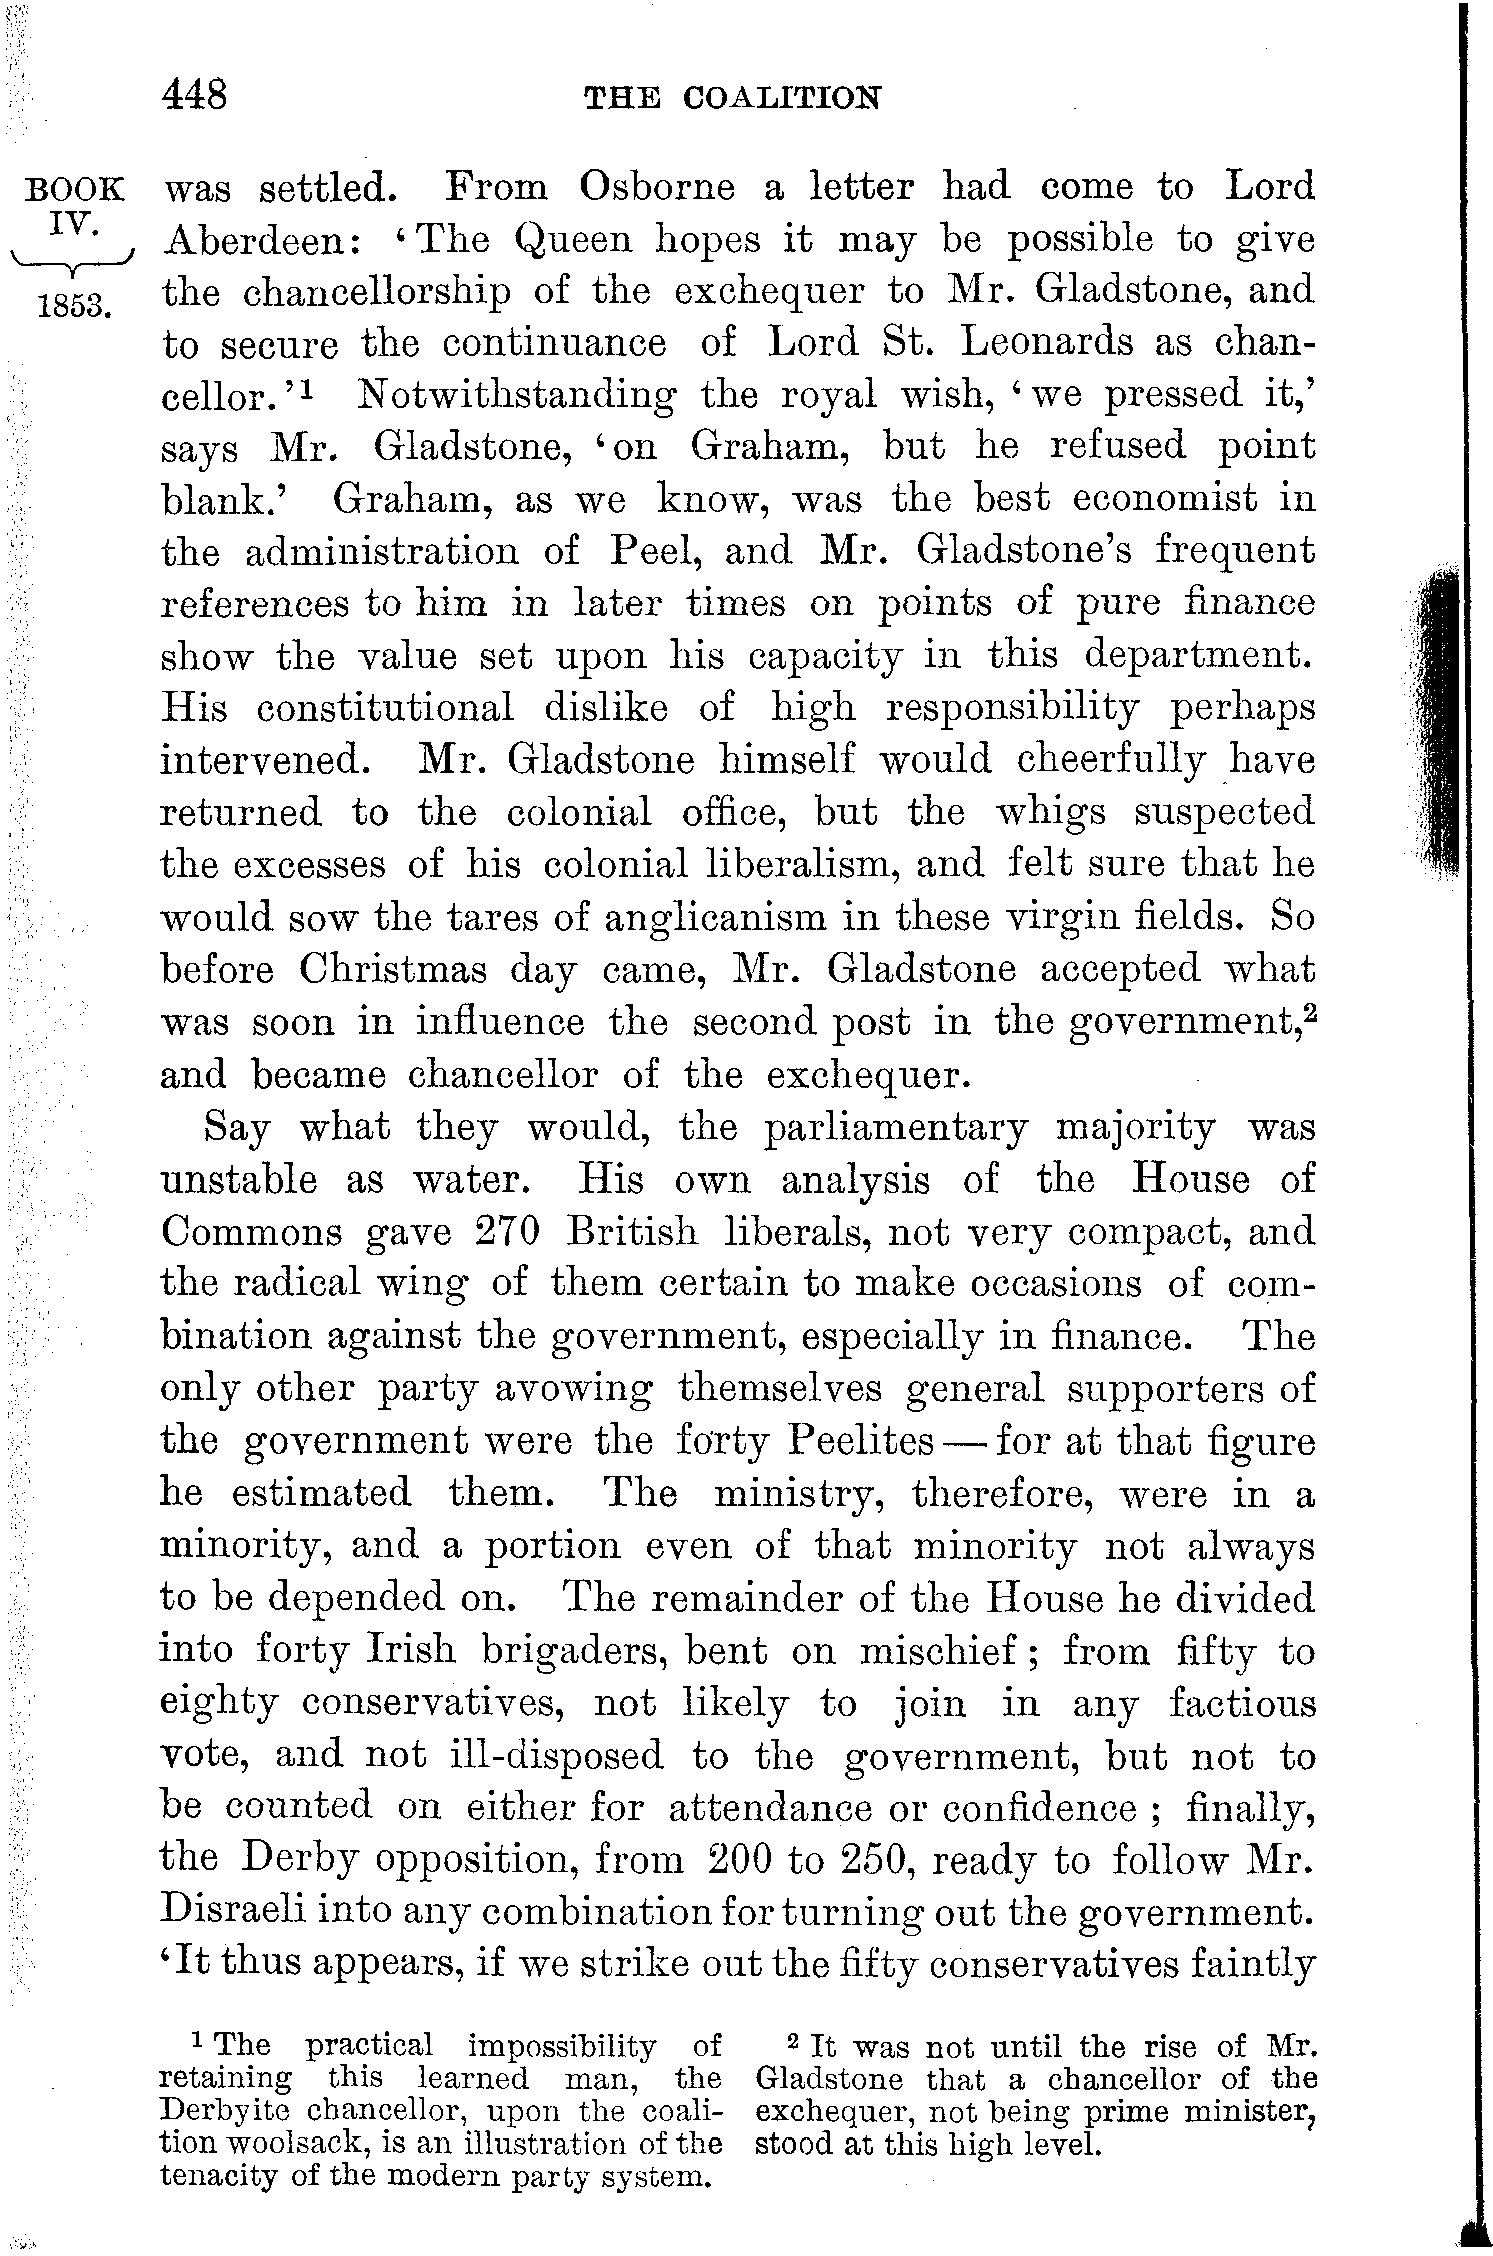 448 THE COALITION
BOOK
IV.
1853.
was settled. From Osborne a letter had come to Lord
Aberdeen: ‘The Queen hopes it may be possible to give
the chancellorship of the exchequer to Mr. Gladstone, and
to secure the continuance of Lord St. Leonards as chan-
cellor.’1 Notwithstanding the royal wish, ‘we pressed it,’
says Mr. Gladstone, ‘on Graham, but he refused point
blank.’ Graham, as we know, was the best economist in
the administration of Peel, and Mr. Gladstone’s frequent
references to him in later times on points of pure finance
show the value set upon his capacity in this department.
His constitutional dislike of high responsibility perhaps
intervened. Mr. Gladstone himself would cheerfully have
returned to the colonial office, but the whigs suspected
the excesses of his colonial liberalism, and felt sure that he
would sow the tares of anglicanism in these virgin fields. So
before Christmas day came, Mr. Gladstone accepted what
was soon in influence the second post in the government,2
and became chancellor of the exchequer.
Say what they would, the parliamentary majority was
unstable as water. His own analysis of the House of
Commons gave 270 British liberals, not very compact, and
the radical wing of them certain to make occasions of com-
bination against the government, especially in finance. The
only other party avowing themselves general supporters of
the government were the forty Peelites — for at that figure
he estimated them. The ministry, therefore, were in a
minority, and a portion even of that minority not always
to be depended on. The remainder of the House he divided
into forty Irish brigaders, bent on mischief; from fifty to
eighty conservatives, not likely to join in any factious
vote, and not ill-disposed to the government, but not to
be counted on either for attendance or confidence; finally,
the Derby opposition, from 200 to 250, ready to follow Mr.
Disraeli into any combination for turning out the government.
‘It thus appears, if we strike out the fifty conservatives faintly
1 The practical impossibility of
retaining this learned man, the
Derbyite chancellor, upon the coali-
tion woolsack, is an illustration of the
tenacity of the modern party system.
2 It was not until the rise of Mr.
Gladstone that a chancellor of the
exchequer, not being prime minister,
stood at this high level.